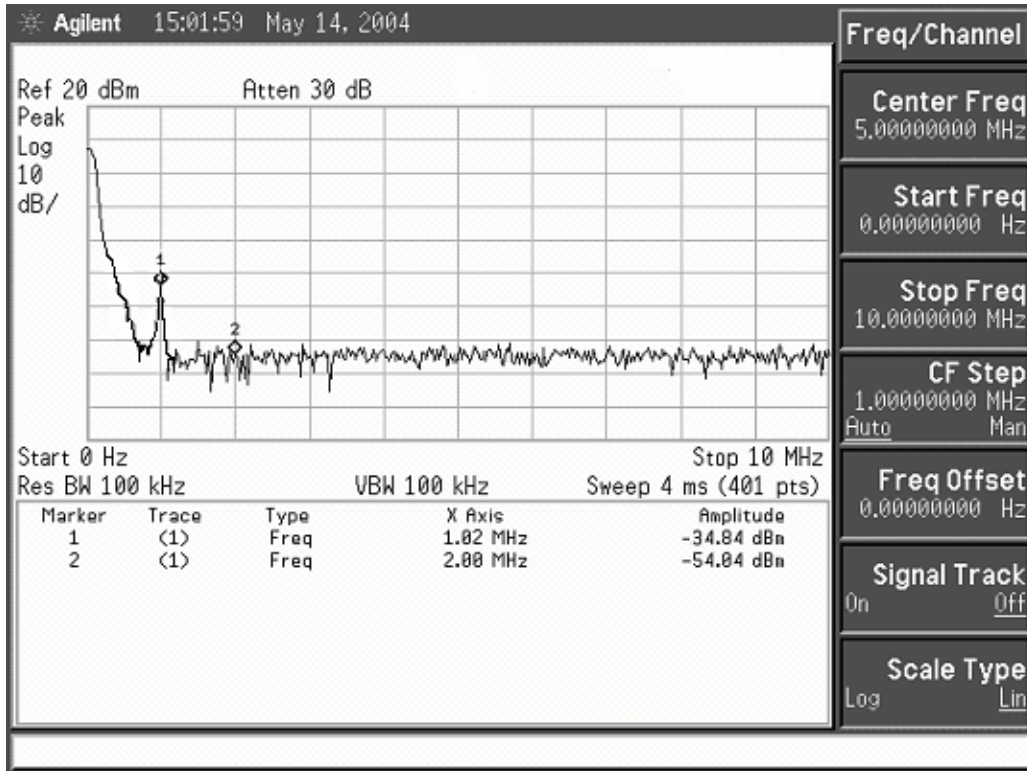 Agilent 15:01:59 May 14, 2004
Ref 20 dBm Atten 30 dB
Peak
Log
10
dB/
1
2
Start 0 Hz Stop 10 MHz
Res BW 100 kHz VBW 100 kHz Sweep 4 ms (401 pts)
Marker Trace Type X Axis Amplitude
1 (1) Freq 1.02 MHz -34.84 dBm
2 (1) Freq 2.00 MHz -54.04 dBm
Freq/Channel
Center Freq
5.00000000 MHz
Start Freq
0.00000000 Hz
Stop Freq
10.0000000 MHz
CF Step
1.00000000 MHz
Auto Man
Freq Offset
0.00000000 Hz
Signal Track
On Off
Scale Type
Log Lin